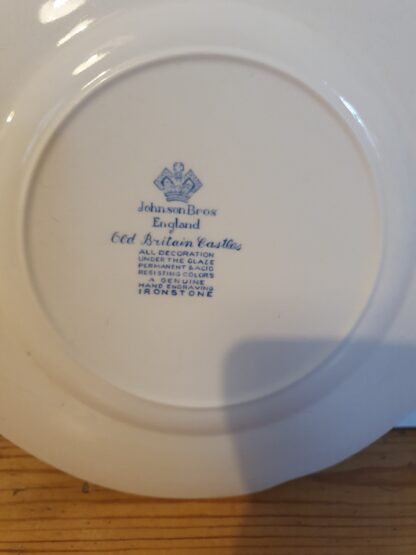 Johnson Bros
England
Old Britain Castles
ALL DECORATION
UNDER THE GLAZE
PERMANENT & ACID
RESISTING COLORS
A GENUINE
HAND ENGRAVING
IRONSTONE